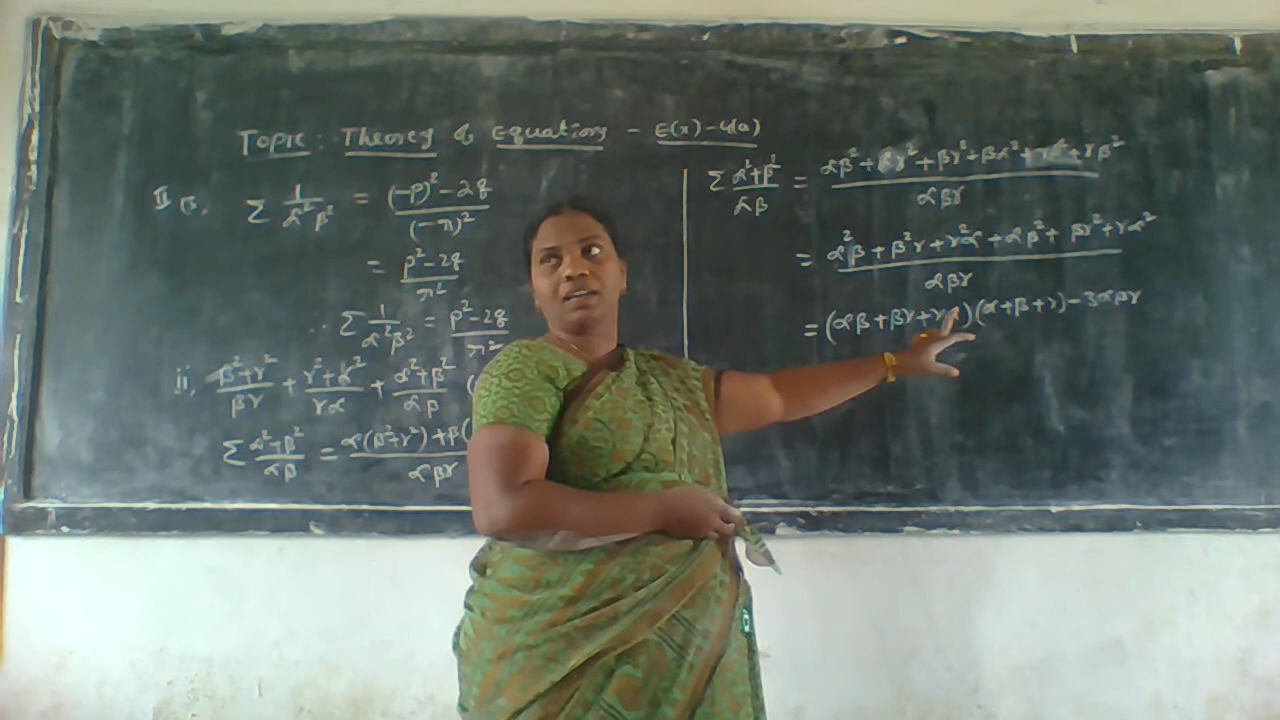 Topic : Theory of Equations - E(x)-4(a)
II B. Σ 1/α²β² = ((-p)² - 2q)/(-r)²
= (p² - 2q)/r²
∴ Σ 1/α²β² = (p² - 2q)/r²
ii, (β²+γ²)/βγ + (γ²+α²)/γα + (α²+β²)/αβ (
Σ (α²+β²)/αβ = (α(β²+γ²) + β(
αβγ
Σ (α²+β²)/αβ = (αβ² + αγ² + βγ² + βα² + γα² + γβ²)/αβγ
= (α²β + β²γ + γ²α + αβ² + βγ² + γα²)/αβγ
= (αβ + βγ + γα)(α+β+γ) - 3αβγ